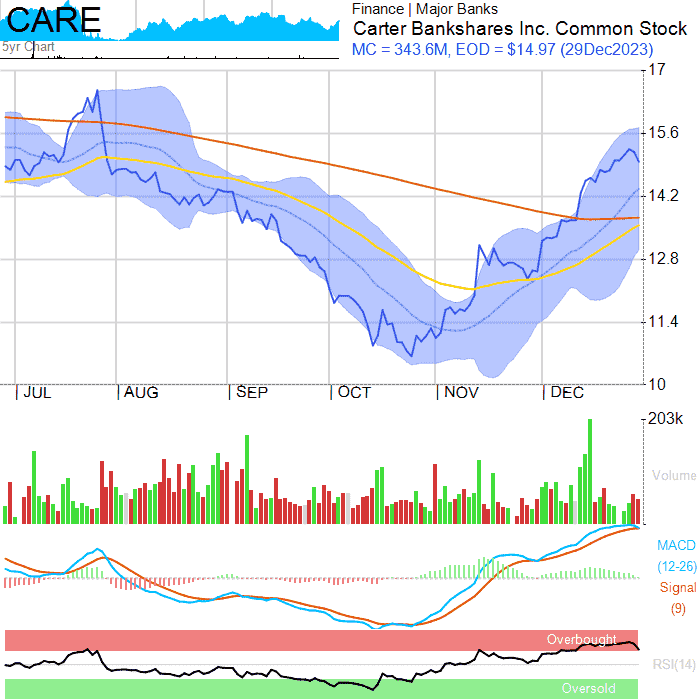 CARE
5yr Chart
Finance | Major Banks
Carter Bankshares Inc. Common Stock
MC = 343.6M, EOD = $14.97 (29Dec2023)
17
15.6
14.2
12.8
11.4
10
| JUL | AUG | SEP | OCT | NOV | DEC
203k
Volume
MACD
(12-26)
Signal
(9)
Overbought
RSI(14)
Oversold